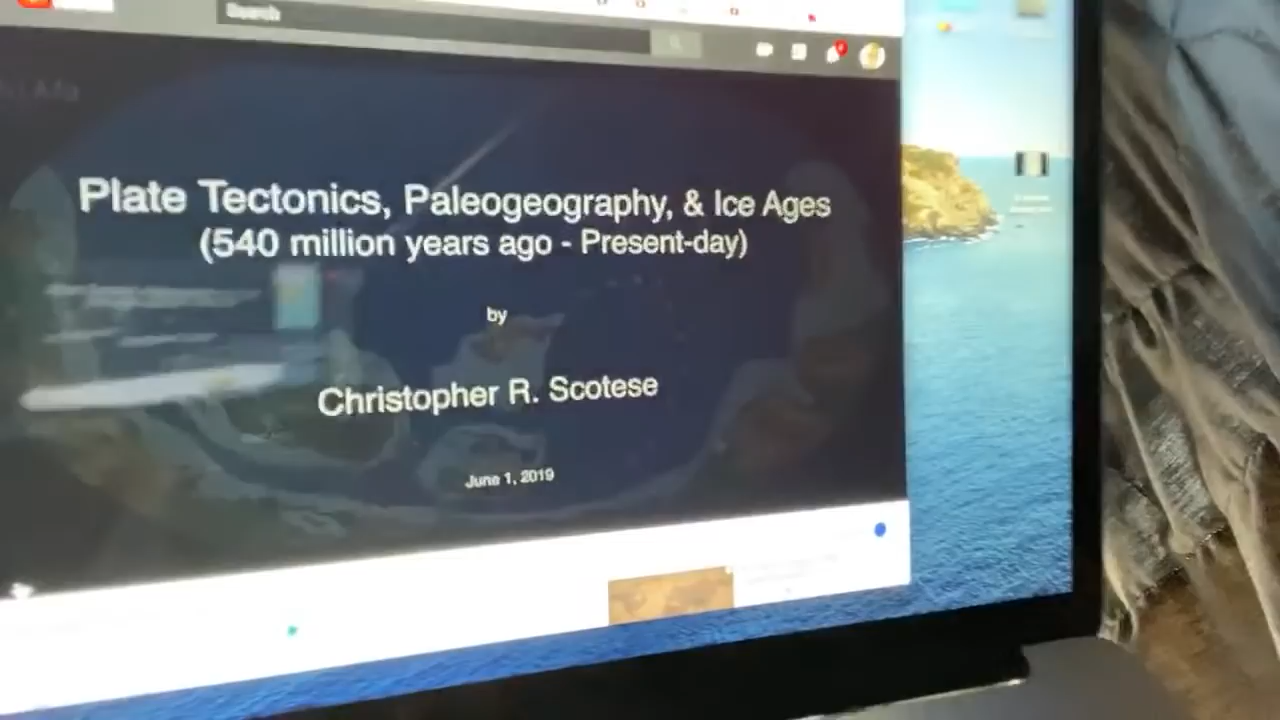 Search
Plate Tectonics, Paleogeography, & Ice Ages
(540 million years ago - Present-day)
by
Christopher R. Scotese
June 1, 2019